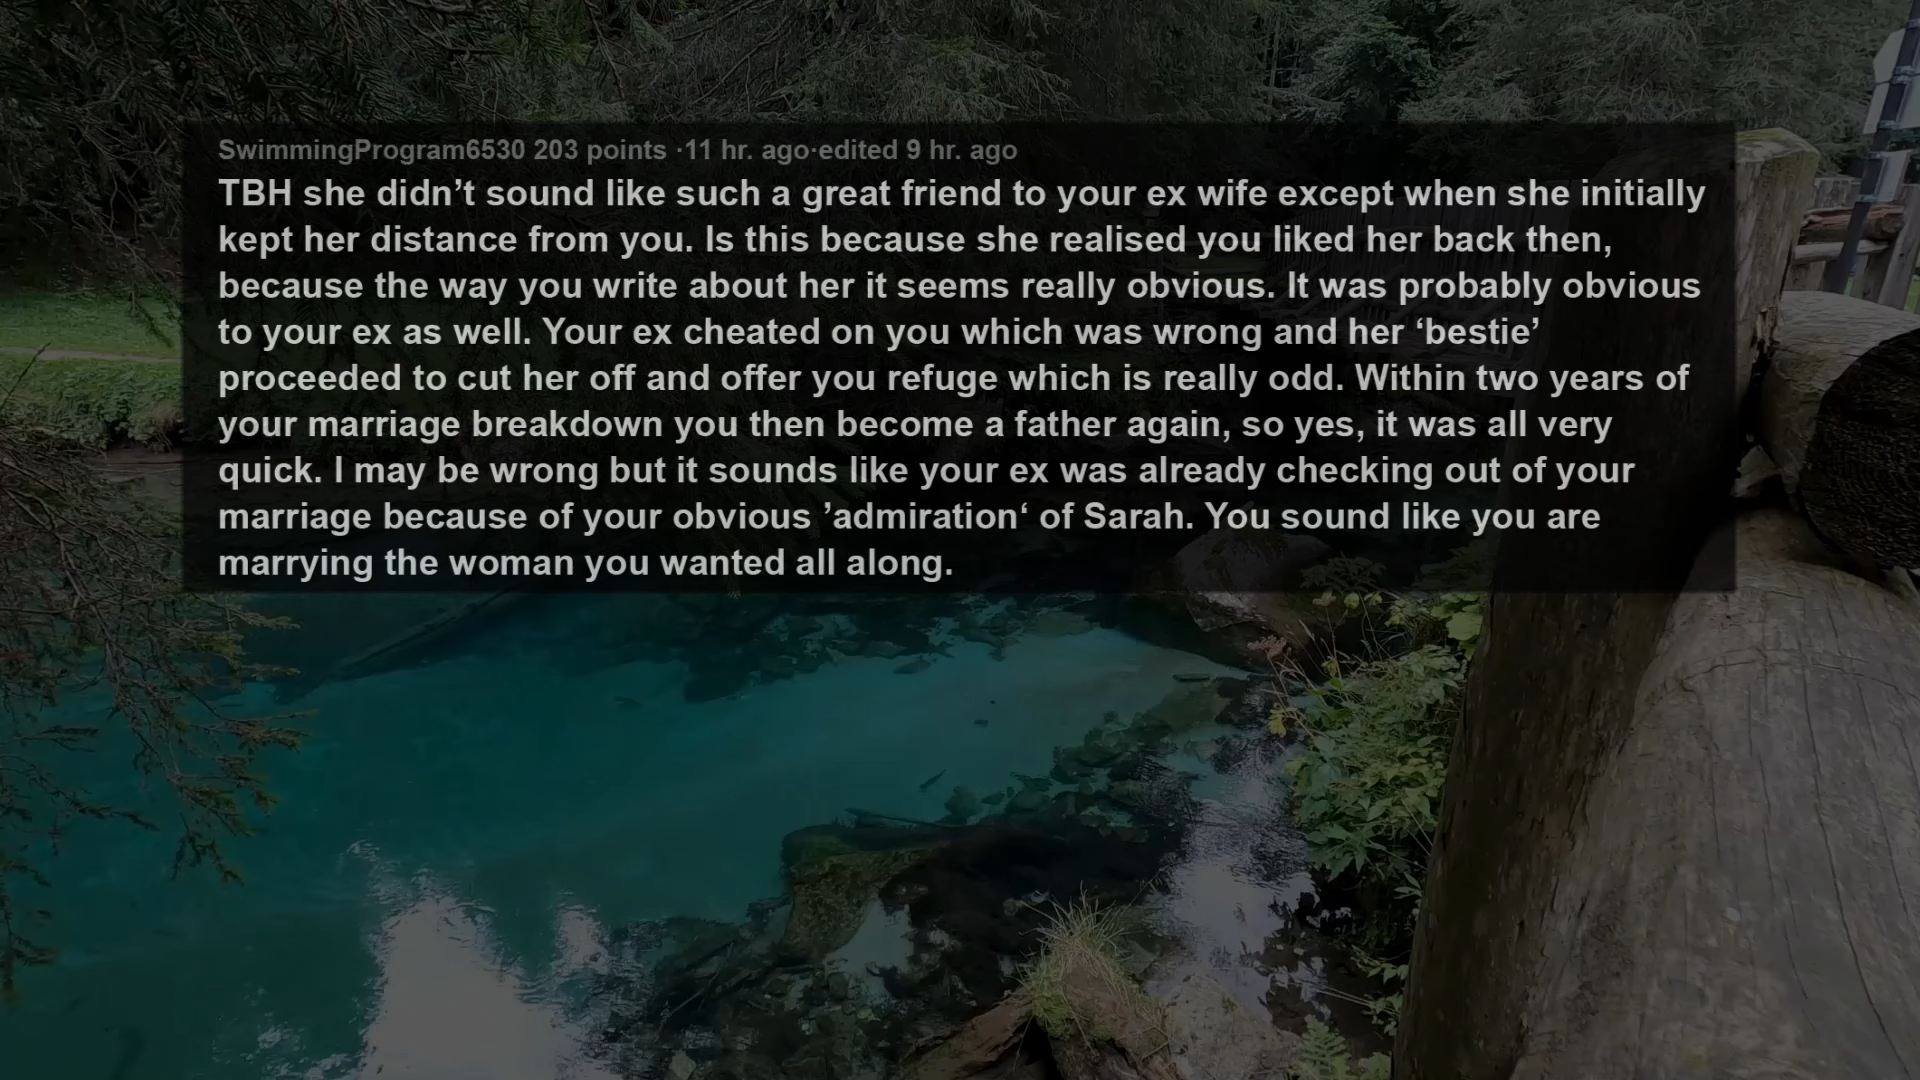 SwimmingProgram6530 203 points ·11 hr. ago·edited 9 hr. ago
TBH she didn’t sound like such a great friend to your ex wife except when she initially
kept her distance from you. Is this because she realised you liked her back then,
because the way you write about her it seems really obvious. It was probably obvious
to your ex as well. Your ex cheated on you which was wrong and her ‘bestie’
proceeded to cut her off and offer you refuge which is really odd. Within two years of
your marriage breakdown you then become a father again, so yes, it was all very
quick. I may be wrong but it sounds like your ex was already checking out of your
marriage because of your obvious ’admiration‘ of Sarah. You sound like you are
marrying the woman you wanted all along.